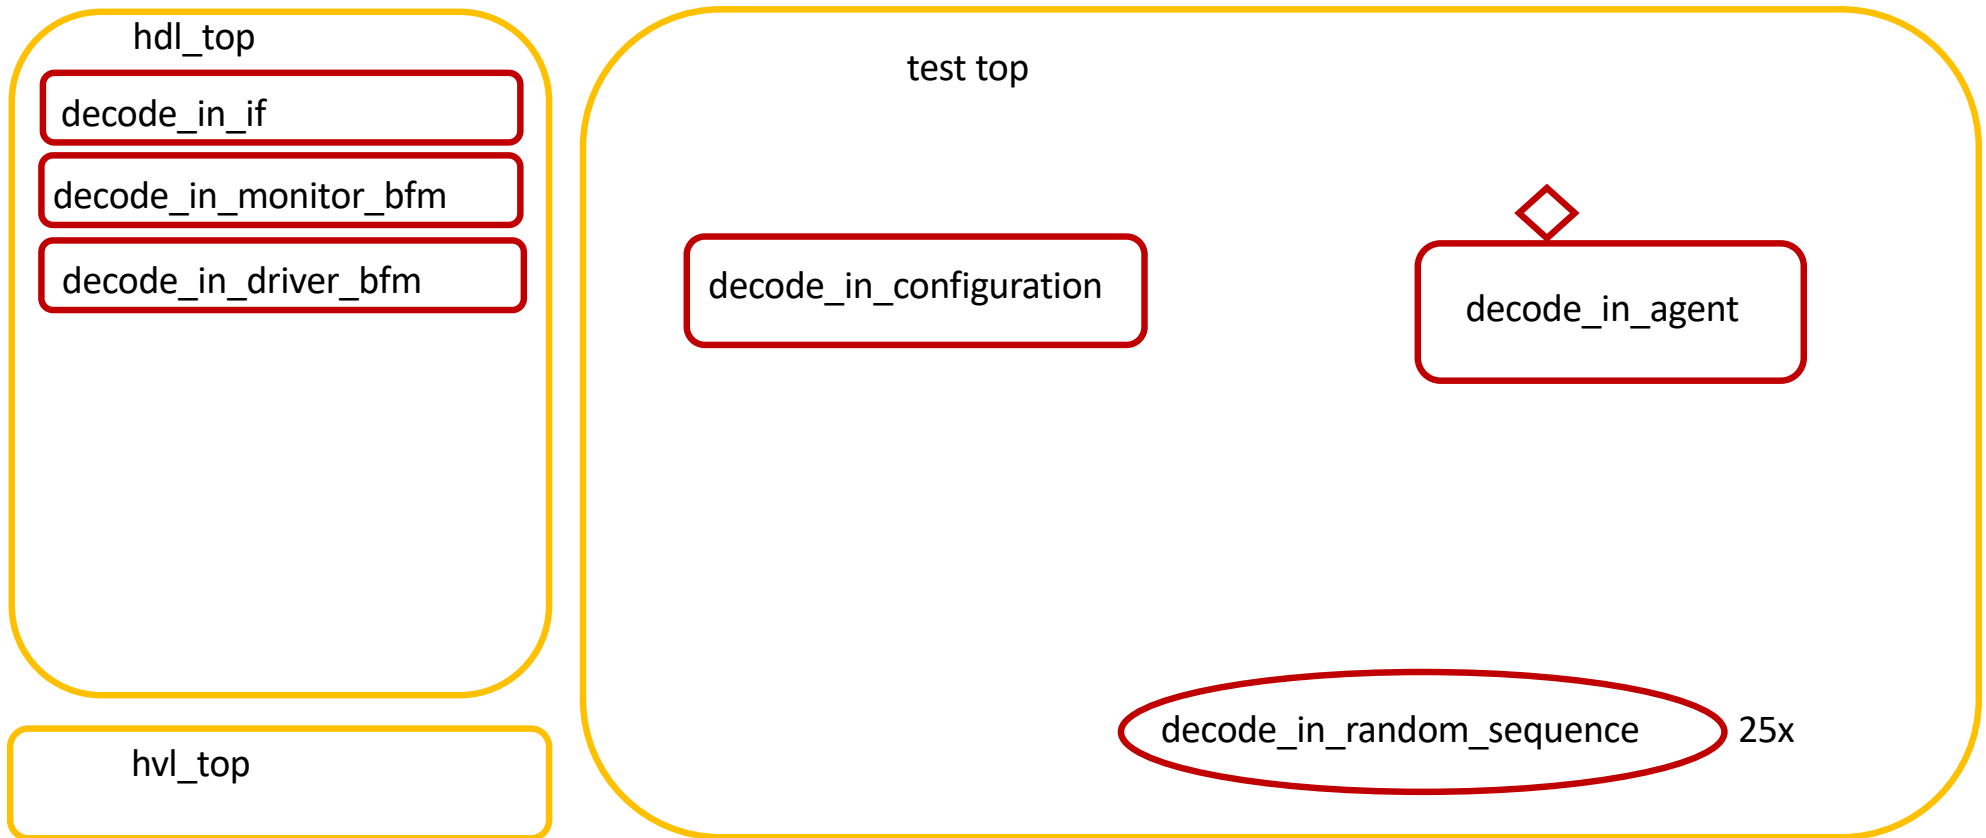 hdl_top
decode_in_if
decode_in_monitor_bfm
decode_in_driver_bfm
hvl_top
test top
decode_in_configuration
decode_in_agent
decode_in_random_sequence 25x